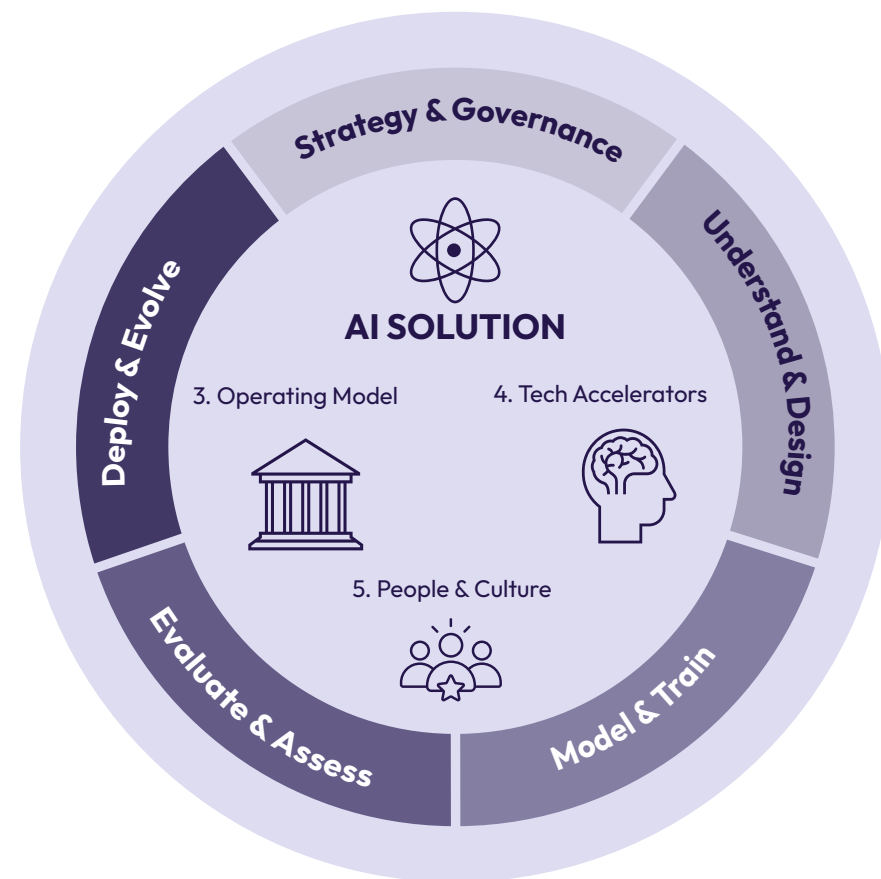 Strategy & Governance
Understand & Design
Model & Train
Evaluate & Assess
Deploy & Evolve
AI SOLUTION
3. Operating Model
4. Tech Accelerators
5. People & Culture